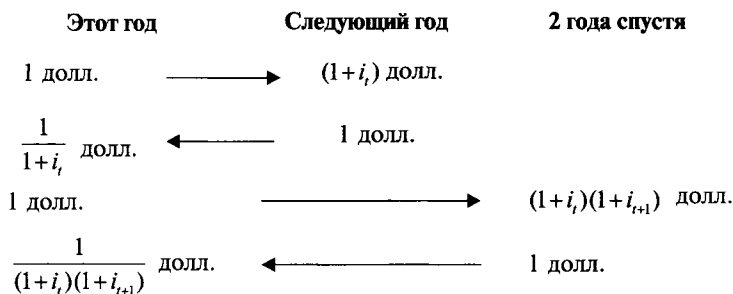 Этот год Следующий год 2 года спустя
1 долл. → (1+i_t) долл.
1/(1+i_t) долл. ← 1 долл.
1 долл. → (1+i_t)(1+i_{t+1}) долл.
1/((1+i_t)(1+i_{t+1})) долл. ← 1 долл.